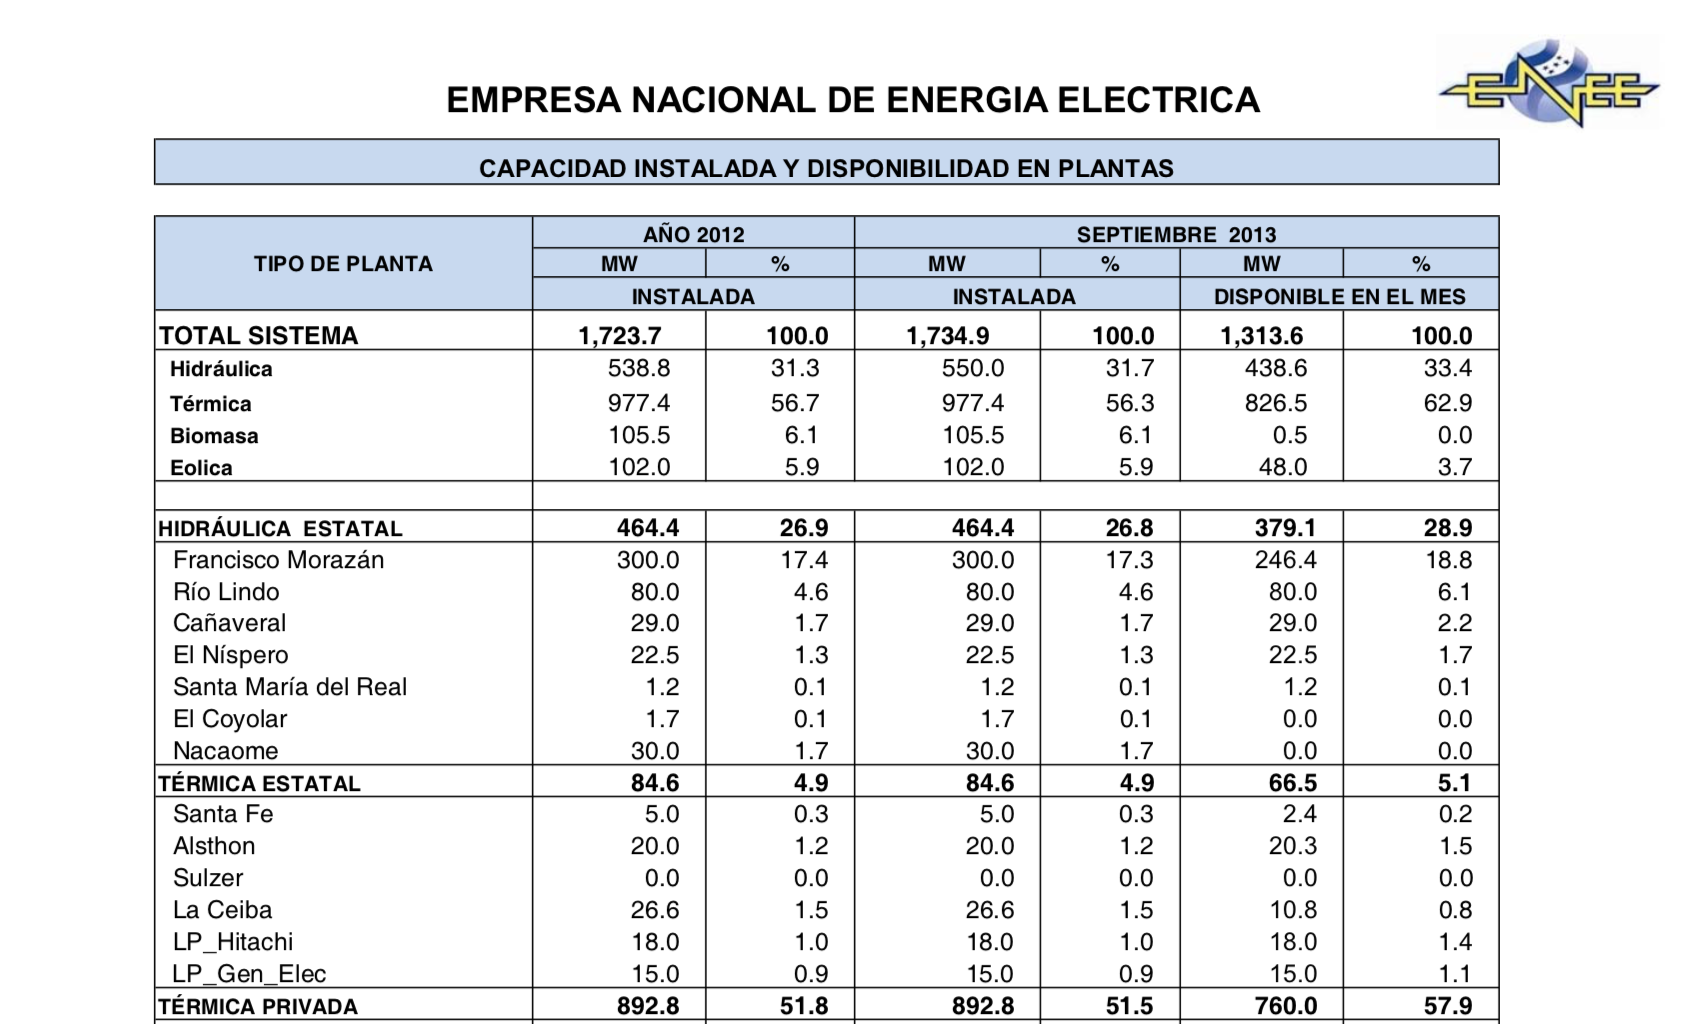 ENEE
EMPRESA NACIONAL DE ENERGIA ELECTRICA
CAPACIDAD INSTALADA Y DISPONIBILIDAD EN PLANTAS
TIPO DE PLANTA AÑO 2012 SEPTIEMBRE 2013
MW % MW % MW %
INSTALADA INSTALADA DISPONIBLE EN EL MES
TOTAL SISTEMA 1,723.7 100.0 1,734.9 100.0 1,313.6 100.0
Hidráulica 538.8 31.3 550.0 31.7 438.6 33.4
Térmica 977.4 56.7 977.4 56.3 826.5 62.9
Biomasa 105.5 6.1 105.5 6.1 0.5 0.0
Eolica 102.0 5.9 102.0 5.9 48.0 3.7
HIDRÁULICA ESTATAL 464.4 26.9 464.4 26.8 379.1 28.9
Francisco Morazán 300.0 17.4 300.0 17.3 246.4 18.8
Río Lindo 80.0 4.6 80.0 4.6 80.0 6.1
Cañaveral 29.0 1.7 29.0 1.7 29.0 2.2
El Níspero 22.5 1.3 22.5 1.3 22.5 1.7
Santa María del Real 1.2 0.1 1.2 0.1 1.2 0.1
El Coyolar 1.7 0.1 1.7 0.1 0.0 0.0
Nacaome 30.0 1.7 30.0 1.7 0.0 0.0
TÉRMICA ESTATAL 84.6 4.9 84.6 4.9 66.5 5.1
Santa Fe 5.0 0.3 5.0 0.3 2.4 0.2
Alsthon 20.0 1.2 20.0 1.2 20.3 1.5
Sulzer 0.0 0.0 0.0 0.0 0.0 0.0
La Ceiba 26.6 1.5 26.6 1.5 10.8 0.8
LP_Hitachi 18.0 1.0 18.0 1.0 18.0 1.4
LP_Gen_Elec 15.0 0.9 15.0 0.9 15.0 1.1
TÉRMICA PRIVADA 892.8 51.8 892.8 51.5 760.0 57.9